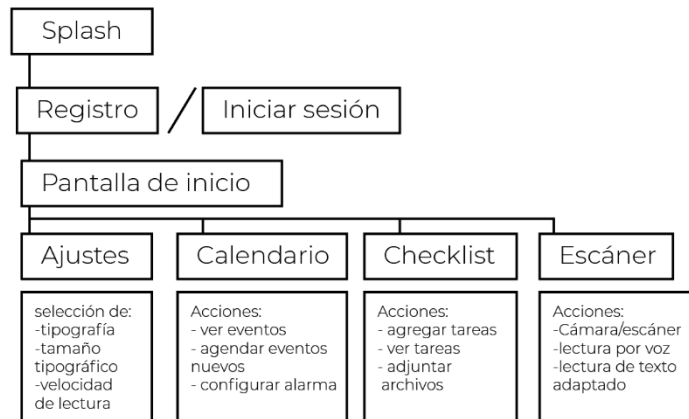 Splash
Registro / Iniciar sesión
Pantalla de inicio
Ajustes
Calendario
Checklist
Escáner
selección de:
-tipografía
-tamaño
tipográfico
-velocidad
de lectura
Acciones:
- ver eventos
- agendar eventos
nuevos
- configurar alarma
Acciones:
- agregar tareas
- ver tareas
- adjuntar
archivos
Acciones:
-Cámara/escáner
-lectura por voz
-lectura de texto
adaptado